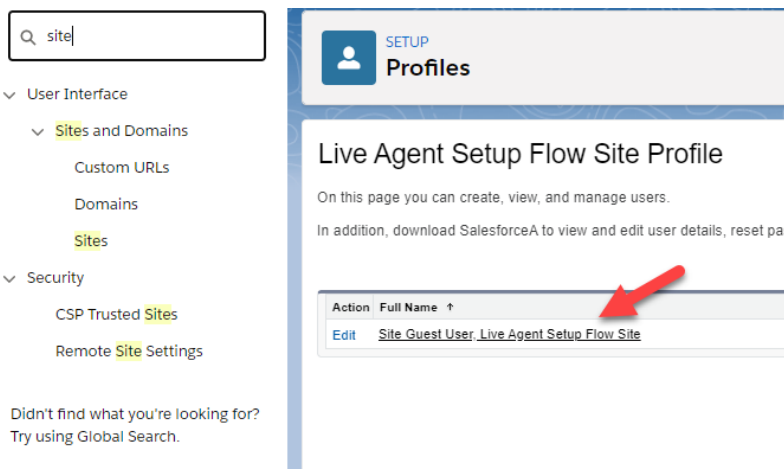 site
User Interface
Sites and Domains
Custom URLs
Domains
Sites
Security
CSP Trusted Sites
Remote Site Settings
Didn't find what you're looking for?
Try using Global Search.
SETUP
Profiles
Live Agent Setup Flow Site Profile
On this page you can create, view, and manage users.
In addition, download SalesforceA to view and edit user details, reset pa
Action Full Name ↑
Edit Site Guest User, Live Agent Setup Flow Site